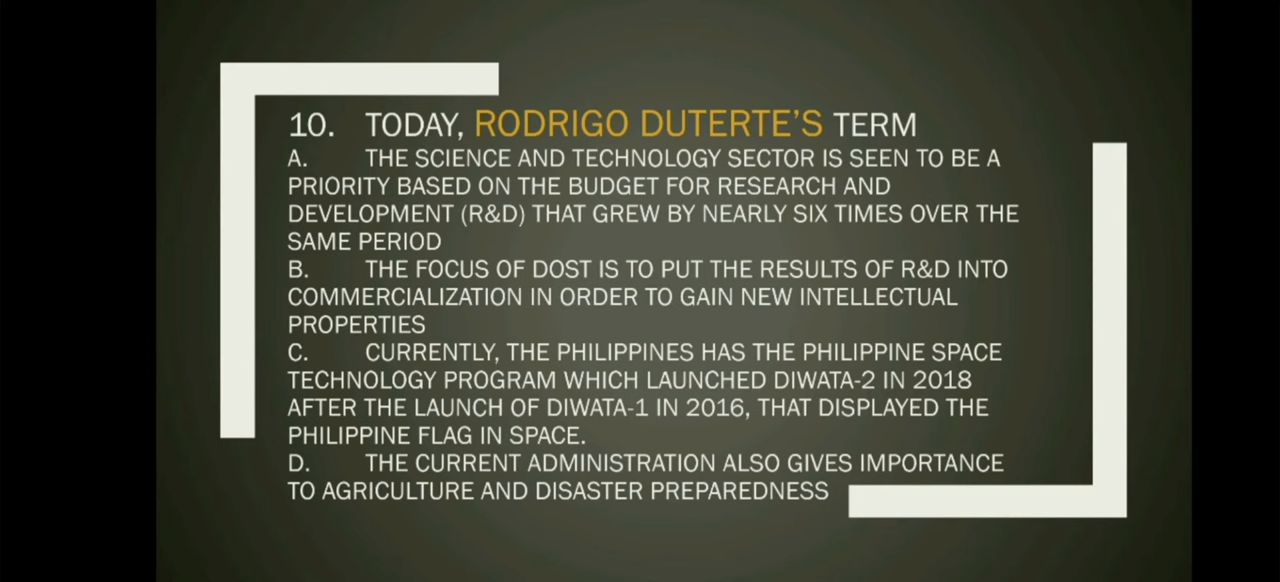 10. TODAY, RODRIGO DUTERTE'S TERM
A. THE SCIENCE AND TECHNOLOGY SECTOR IS SEEN TO BE A
PRIORITY BASED ON THE BUDGET FOR RESEARCH AND
DEVELOPMENT (R&D) THAT GREW BY NEARLY SIX TIMES OVER THE
SAME PERIOD
B. THE FOCUS OF DOST IS TO PUT THE RESULTS OF R&D INTO
COMMERCIALIZATION IN ORDER TO GAIN NEW INTELLECTUAL
PROPERTIES
C. CURRENTLY, THE PHILIPPINES HAS THE PHILIPPINE SPACE
TECHNOLOGY PROGRAM WHICH LAUNCHED DIWATA-2 IN 2018
AFTER THE LAUNCH OF DIWATA-1 IN 2016, THAT DISPLAYED THE
PHILIPPINE FLAG IN SPACE.
D. THE CURRENT ADMINISTRATION ALSO GIVES IMPORTANCE
TO AGRICULTURE AND DISASTER PREPAREDNESS